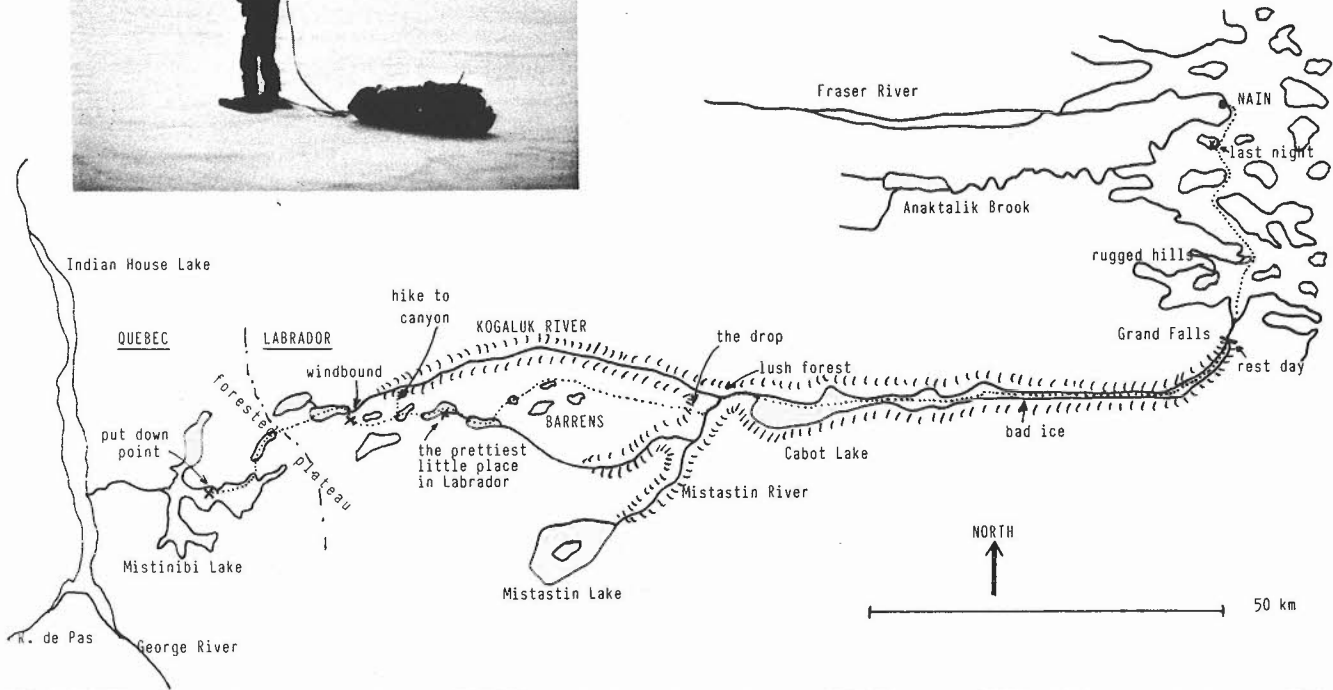 Fraser River
NAIN
last night
Anaktalik Brook
rugged hills
Indian House Lake
hike to
canyon
KOGALUK RIVER
Grand Falls
QUEBEC
LABRADOR
the drop
windbound
lush forest
rest day
forested
plateau
put down
point
BARRENS
bad ice
the prettiest
little place
in Labrador
Cabot Lake
Mistastin River
Mistinibi Lake
NORTH
Mistastin Lake
50 km
R. de Pas
George River